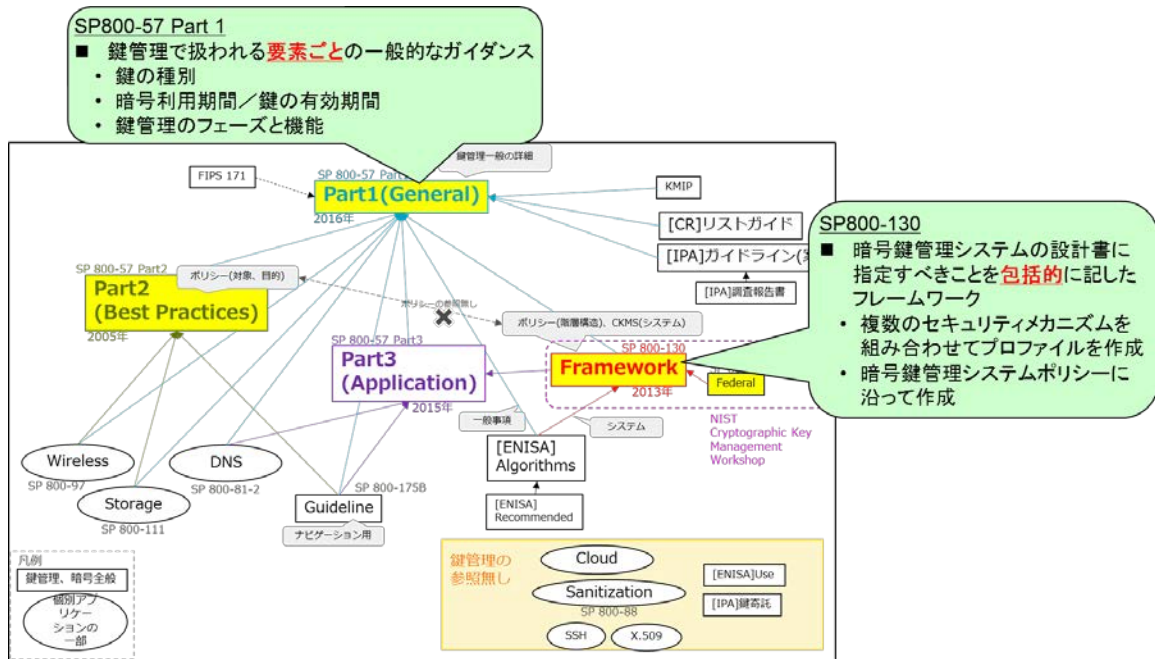 SP800-57 Part 1
■ 鍵管理で扱われる要素ごとの一般的なガイダンス
・ 鍵の種別
・ 暗号利用期間／鍵の有効期間
・ 鍵管理のフェーズと機能
鍵管理一般の詳細
FIPS 171
SP 800-57 Part
Part1(General)
2016年
KMIP
[CR]リストガイド
[IPA]ガイドライン(
[IPA]調査報告書
SP800-130
■ 暗号鍵管理システムの設計書に
指定すべきことを包括的に記した
フレームワーク
・ 複数のセキュリティメカニズムを
組み合わせてプロファイルを作成
・ 暗号鍵管理システムポリシーに
沿って作成
SP 800-57 Part2
Part2
(Best Practices)
2005年
ポリシー(対象、目的)
ポリシーの参照無し
ポリシー(階層構造)、CKMS(システム)
SP 800-57 Part3
Part3
(Application)
2015年
SP 800-130
Framework
2013年
Federal
NIST
Cryptographic Key
Management
Workshop
一般事項
システム
[ENISA]
Algorithms
[ENISA]
Recommended
Wireless
SP 800-97
DNS
SP 800-81-2
Storage
SP 800-111
SP 800-175B
Guideline
ナビゲーション用
凡例
鍵管理、暗号全般
個別アプ
リケー
ションの
一部
鍵管理の
参照無し
Cloud
Sanitization
SP 800-88
SSH
X.509
[ENISA]Use
[IPA]鍵寄託